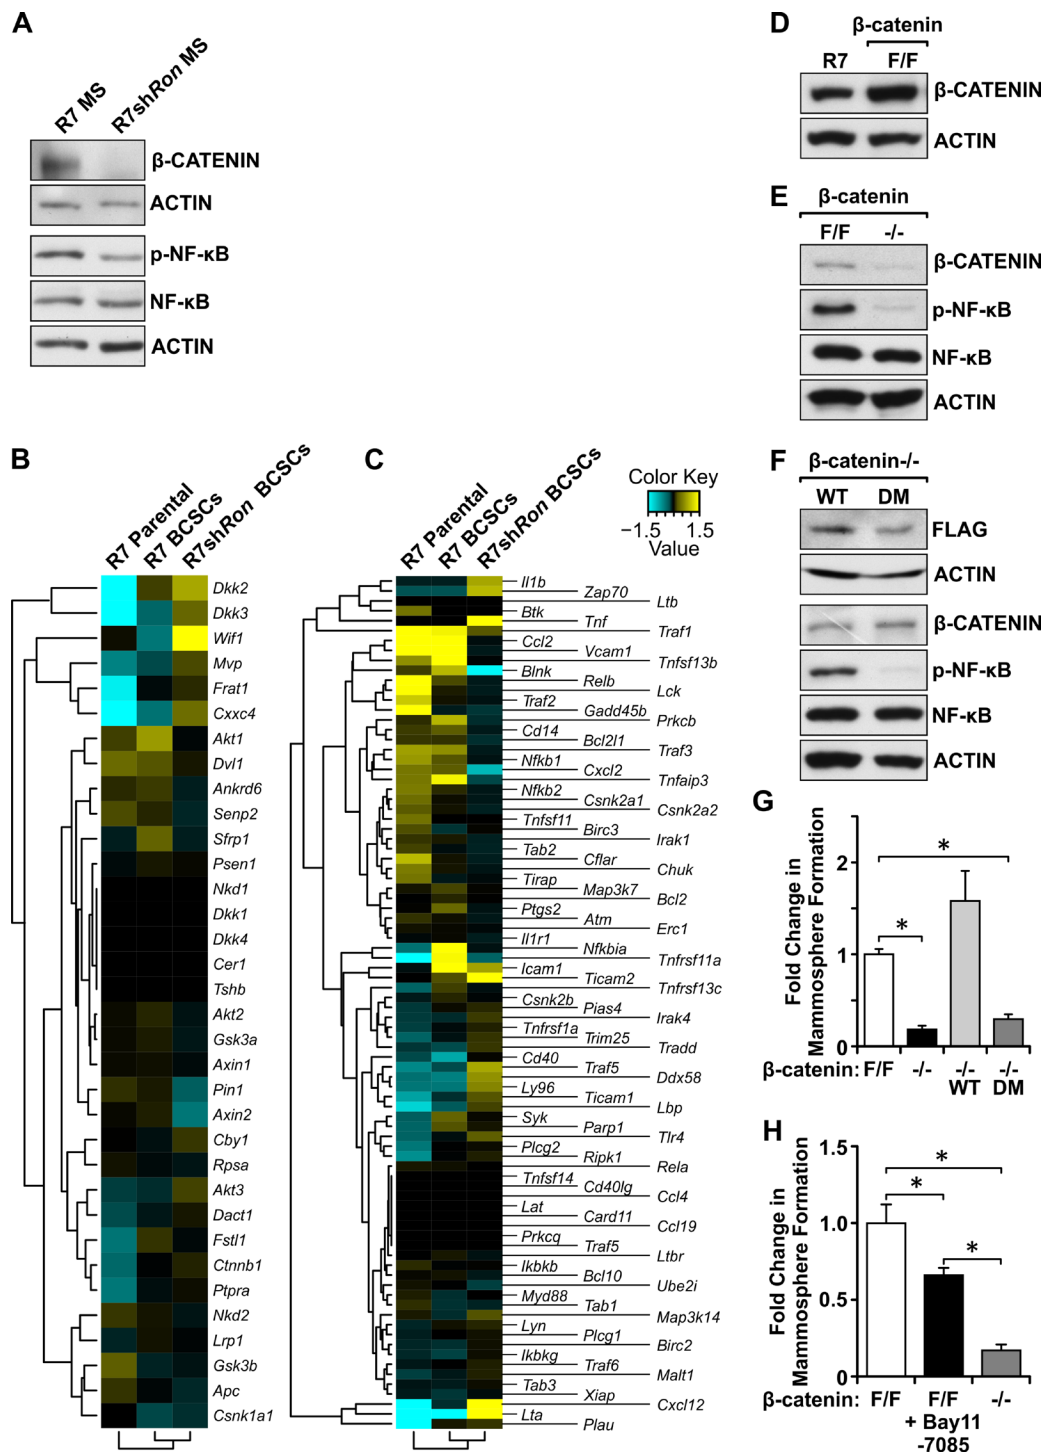 A
R7 MS
R7shRon MS
β-CATENIN
ACTIN
p-NF-κB
NF-κB
ACTIN
B
R7 Parental
R7 BCSCs
R7shRon BCSCs
Dkk2
Dkk3
Wif1
Mvp
Frat1
Cxxc4
Akt1
Dvl1
Ankrd6
Senp2
Sfrp1
Psen1
Nkd1
Dkk1
Dkk4
Cer1
Tshb
Akt2
Gsk3a
Axin1
Pin1
Axin2
Cby1
Rpsa
Akt3
Dact1
Fstl1
Ctnnb1
Ptpra
Nkd2
Lrp1
Gsk3b
Apc
Csnk1a1
C
R7 Parental
R7 BCSCs
R7shRon BCSCs
Color Key
−1.5 1.5
Value
Il1b
Zap70
Ltb
Btk
Tnf
Traf1
Ccl2
Vcam1
Tnfsf13b
Blnk
Relb
Lck
Traf2
Gadd45b
Prkcb
Cd14
Bcl2l1
Traf3
Nfkb1
Cxcl2
Tnfaip3
Nfkb2
Csnk2a1
Csnk2a2
Tnfsf11
Birc3
Irak1
Tab2
Cflar
Chuk
Tirap
Map3k7
Bcl2
Ptgs2
Atm
Erc1
Il1r1
Nfkbia
Tnfrsf11a
Icam1
Ticam2
Tnfrsf13c
Csnk2b
Pias4
Irak4
Tnfrsf1a
Trim25
Tradd
Cd40
Traf5
Ddx58
Ly96
Ticam1
Lbp
Syk
Parp1
Tlr4
Plcg2
Ripk1
Rela
Tnfsf14
Cd40lg
Ccl4
Lat
Card11
Ccl19
Prkcq
Traf5
Ltbr
Ikbkb
Bcl10
Ube2i
Myd88
Tab1
Map3k14
Lyn
Plcg1
Birc2
Ikbkg
Traf6
Malt1
Tab3
Xiap
Cxcl12
Lta
Plau
D
β-catenin
R7 F/F
β-CATENIN
ACTIN
E
β-catenin
F/F -/-
β-CATENIN
p-NF-κB
NF-κB
ACTIN
F
β-catenin-/-
WT DM
FLAG
ACTIN
β-CATENIN
p-NF-κB
NF-κB
ACTIN
G
Fold Change in
Mammosphere Formation
2
1
0
*
*
β-catenin: F/F -/- -/- -/-
WT DM
H
Fold Change in
Mammosphere Formation
1.5
1.0
0.5
0
*
*
*
β-catenin: F/F F/F -/-
+ Bay11
-7085